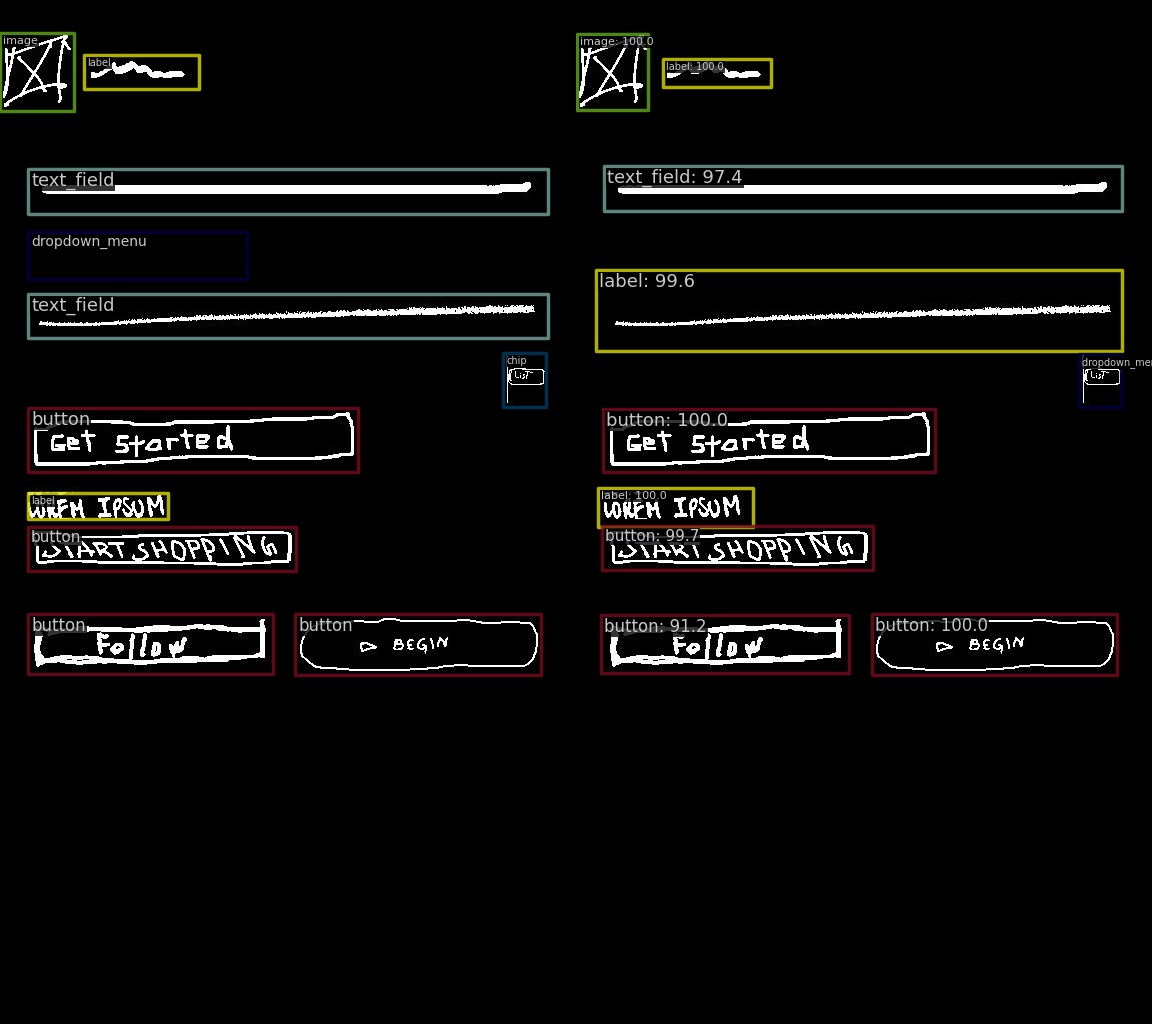 image image: 100.0
label label: 100.0
text_field text_field: 97.4
dropdown_menu
label: 99.6
text_field
chip dropdown_me
LIST LIST
button button: 100.0
Get Started Get Started
label label: 100.0
LOREM IPSUM LOREM IPSUM
button button: 99.7
START SHOPPING START SHOPPING
button button button: 91.2 button: 100.0
Follow BEGIN Follow BEGIN